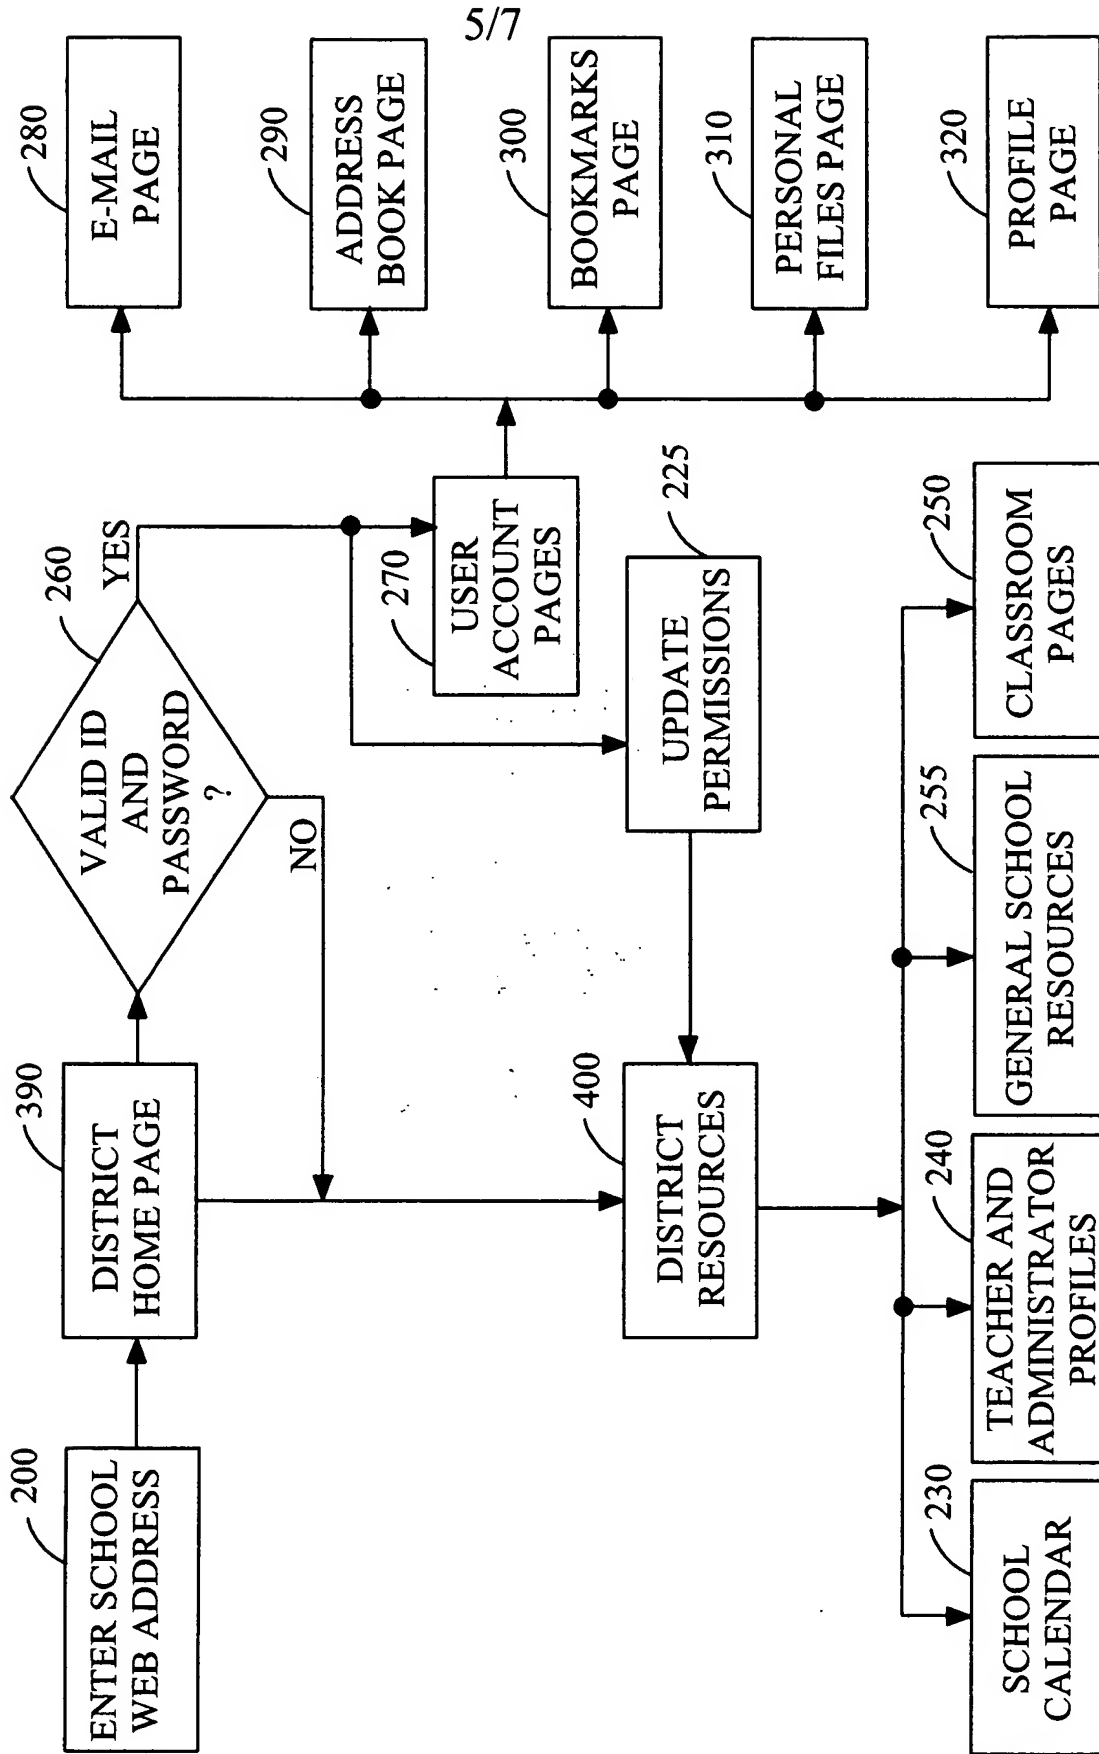 5/7
200
ENTER SCHOOL
WEB ADDRESS
390
DISTRICT
HOME PAGE
260
VALID ID
AND
PASSWORD
?
YES
NO
270
USER
ACCOUNT
PAGES
280
E-MAIL
PAGE
290
ADDRESS
BOOK PAGE
300
BOOKMARKS
PAGE
310
PERSONAL
FILES PAGE
320
PROFILE
PAGE
225
UPDATE
PERMISSIONS
400
DISTRICT
RESOURCES
230
SCHOOL
CALENDAR
240
TEACHER AND
ADMINISTRATOR
PROFILES
255
GENERAL SCHOOL
RESOURCES
250
CLASSROOM
PAGES